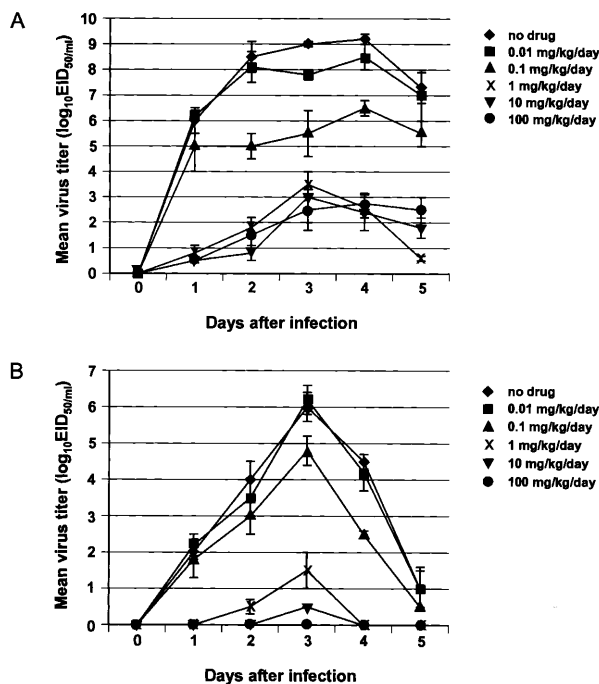 A
Mean virus titer (log10EID50/ml)
10
9
8
7
6
5
4
3
2
1
0
0 1 2 3 4 5
Days after infection
no drug
0.01 mg/kg/day
0.1 mg/kg/day
1 mg/kg/day
10 mg/kg/day
100 mg/kg/day
B
Mean virus titer (log10EID50/ml)
7
6
5
4
3
2
1
0
0 1 2 3 4 5
Days after infection
no drug
0.01 mg/kg/day
0.1 mg/kg/day
1 mg/kg/day
10 mg/kg/day
100 mg/kg/day